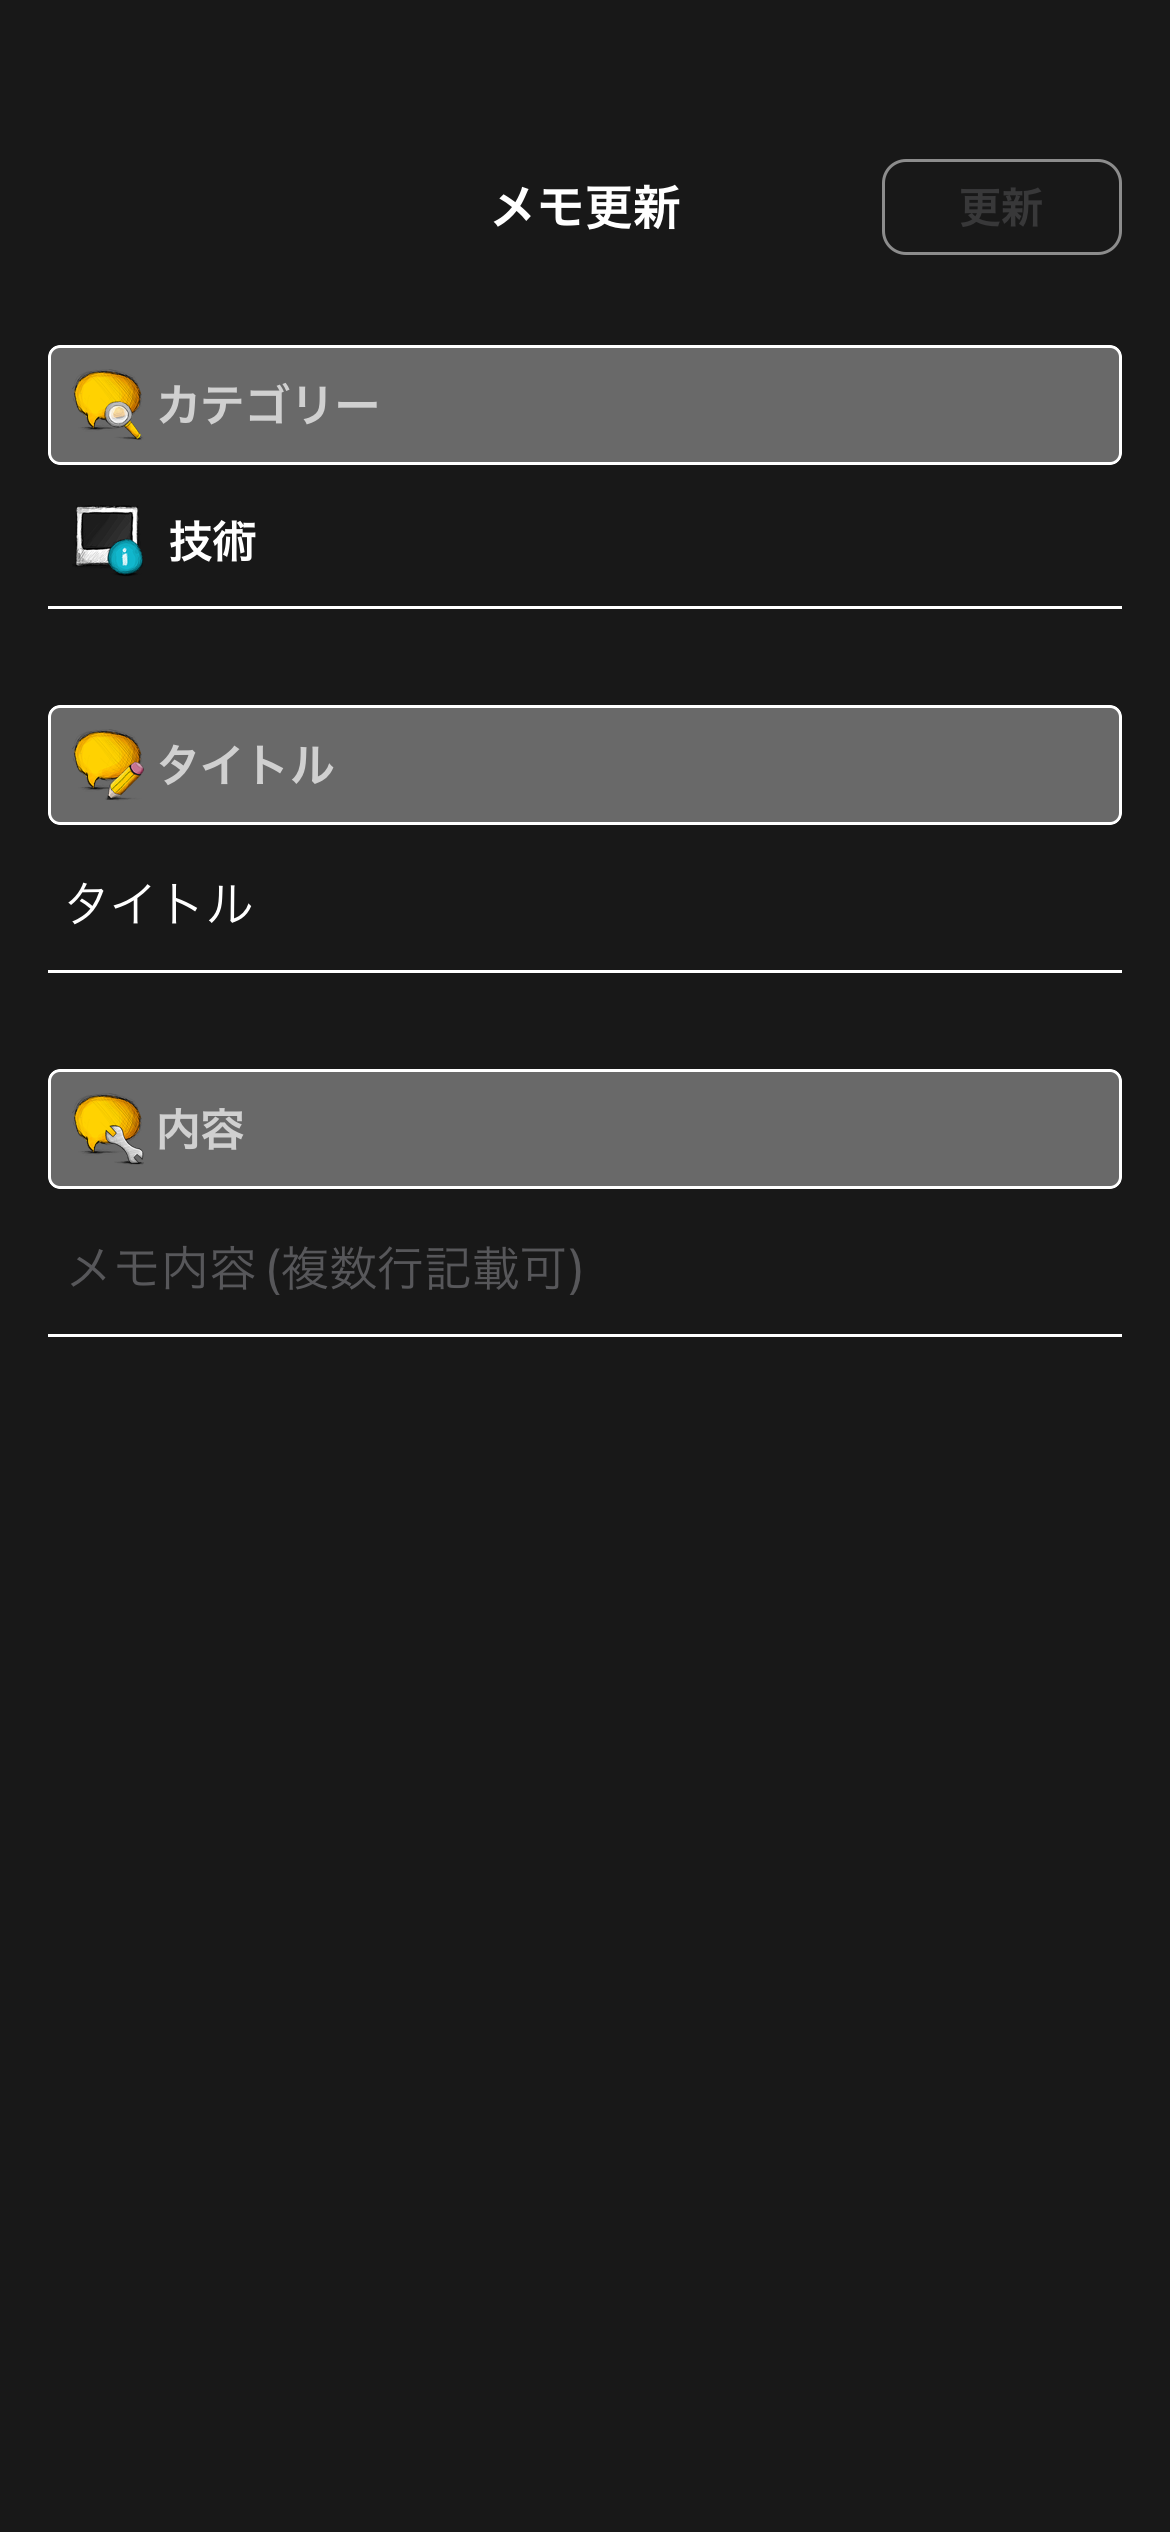 メモ更新
更新
カテゴリー
技術
タイトル
タイトル
内容
メモ内容 (複数行記載可)